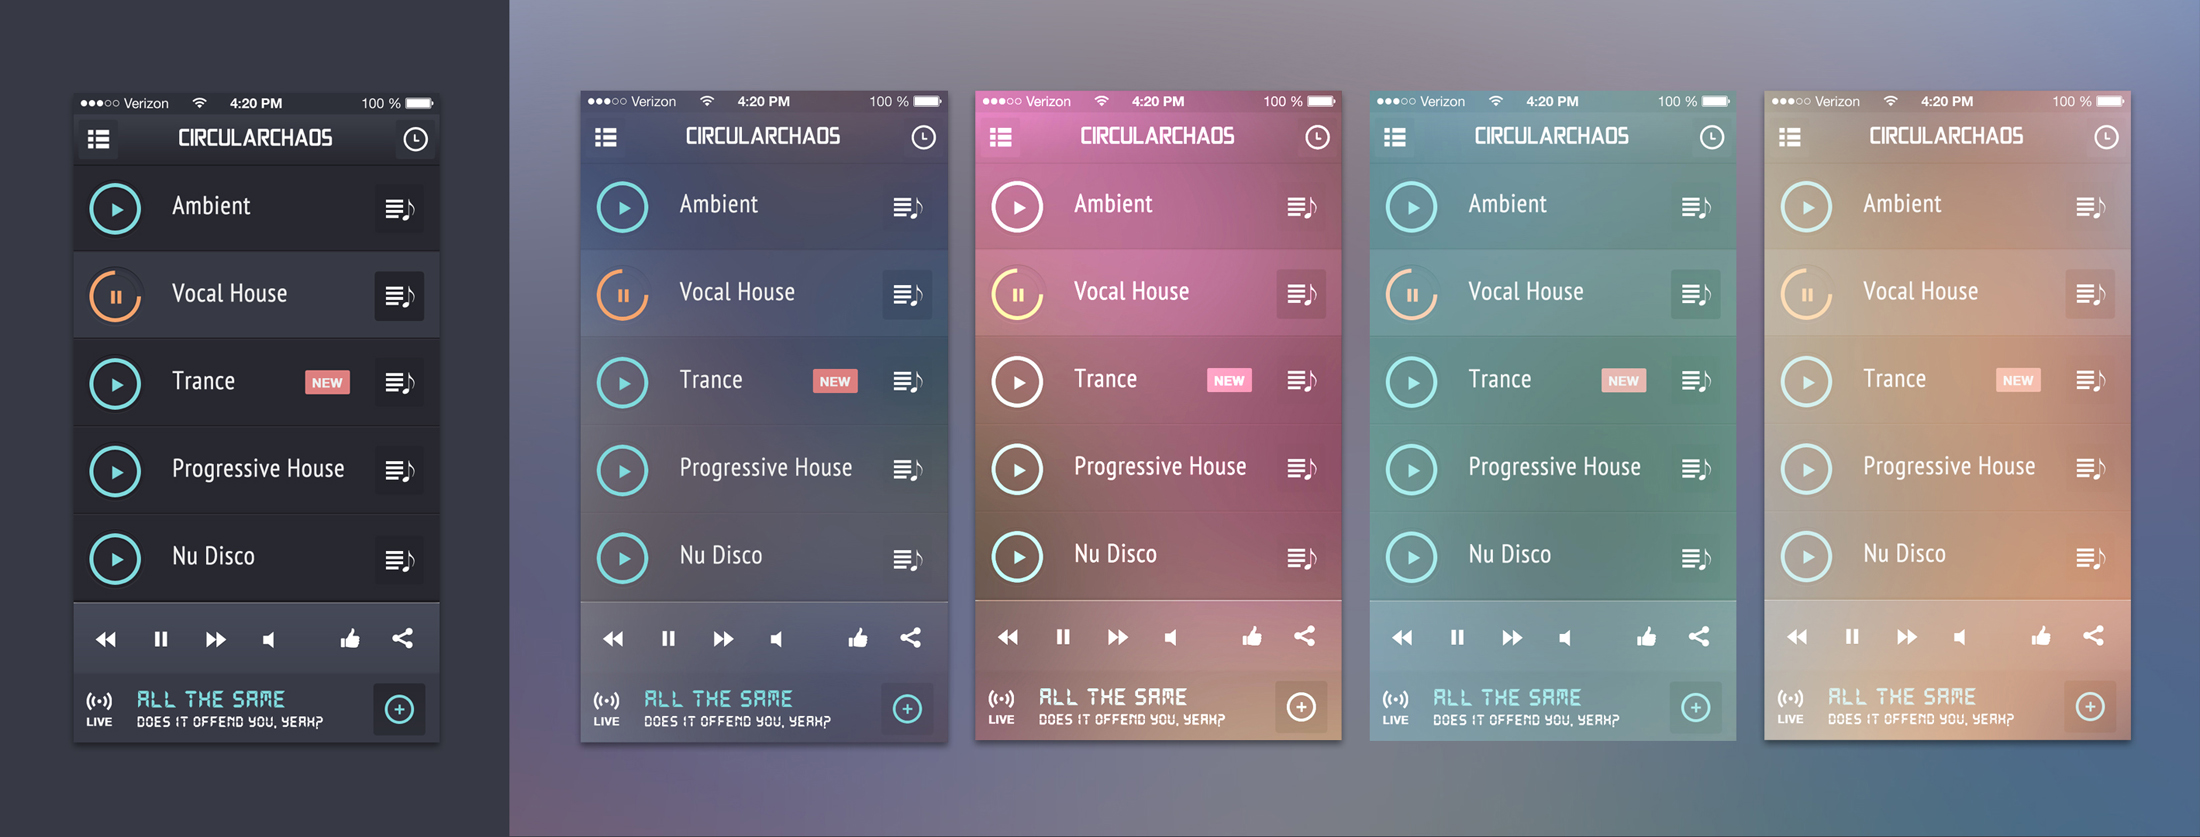 Verizon 4:20 PM 100 %
CIRCULARCHAOS
Ambient
Vocal House
Trance NEW
Progressive House
Nu Disco
ALL THE SAME
LIVE DOES IT OFFEND YOU, YEAH?
Verizon 4:20 PM 100 %
CIRCULARCHAOS
Ambient
Vocal House
Trance NEW
Progressive House
Nu Disco
ALL THE SAME
LIVE DOES IT OFFEND YOU, YEAH?
Verizon 4:20 PM 100 %
CIRCULARCHAOS
Ambient
Vocal House
Trance NEW
Progressive House
Nu Disco
ALL THE SAME
LIVE DOES IT OFFEND YOU, YEAH?
Verizon 4:20 PM 100 %
CIRCULARCHAOS
Ambient
Vocal House
Trance NEW
Progressive House
Nu Disco
ALL THE SAME
LIVE DOES IT OFFEND YOU, YEAH?
Verizon 4:20 PM 100 %
CIRCULARCHAOS
Ambient
Vocal House
Trance NEW
Progressive House
Nu Disco
ALL THE SAME
LIVE DOES IT OFFEND YOU, YEAH?